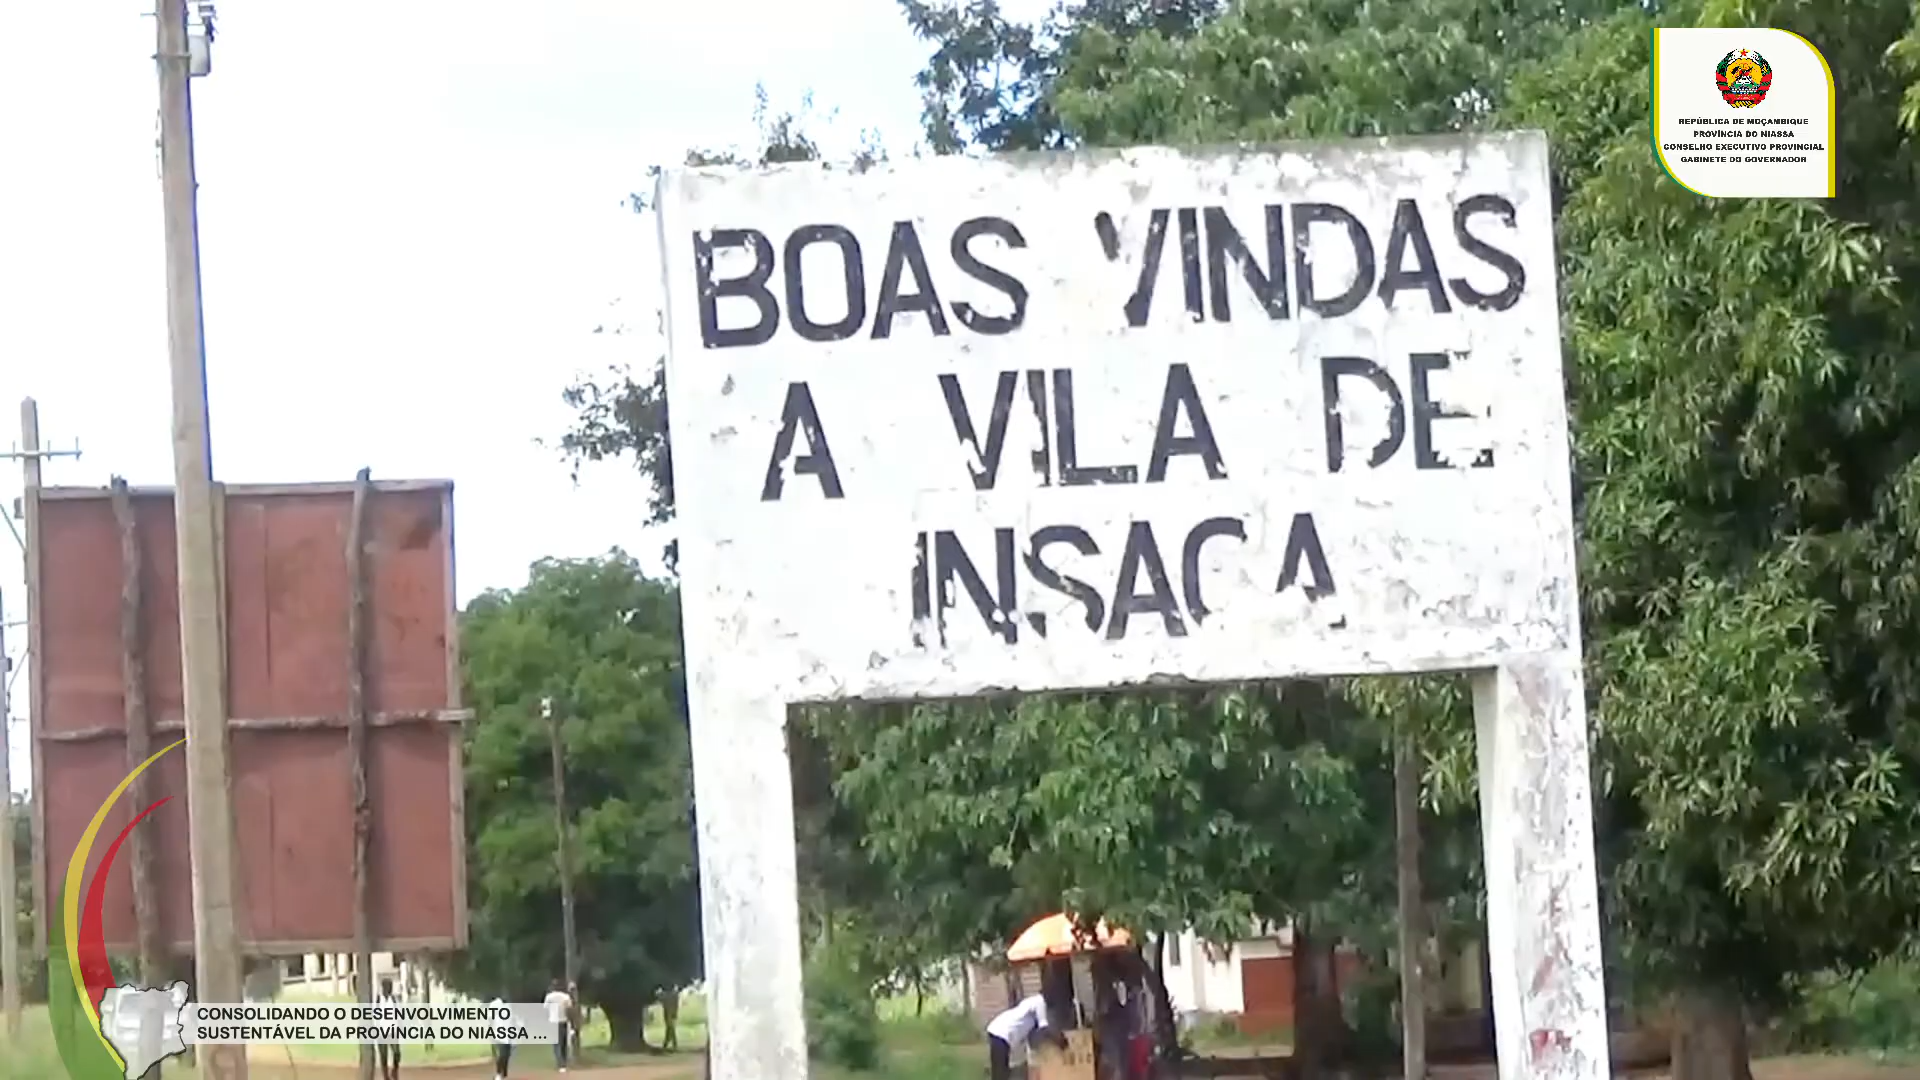 REPÚBLICA DE MOÇAMBIQUE
PROVÍNCIA DO NIASSA
CONSELHO EXECUTIVO PROVINCIAL
GABINETE DO GOVERNADOR
BOAS VINDAS
A VILA DE
INSACA
CONSOLIDANDO O DESENVOLVIMENTO
SUSTENTÁVEL DA PROVÍNCIA DO NIASSA ...